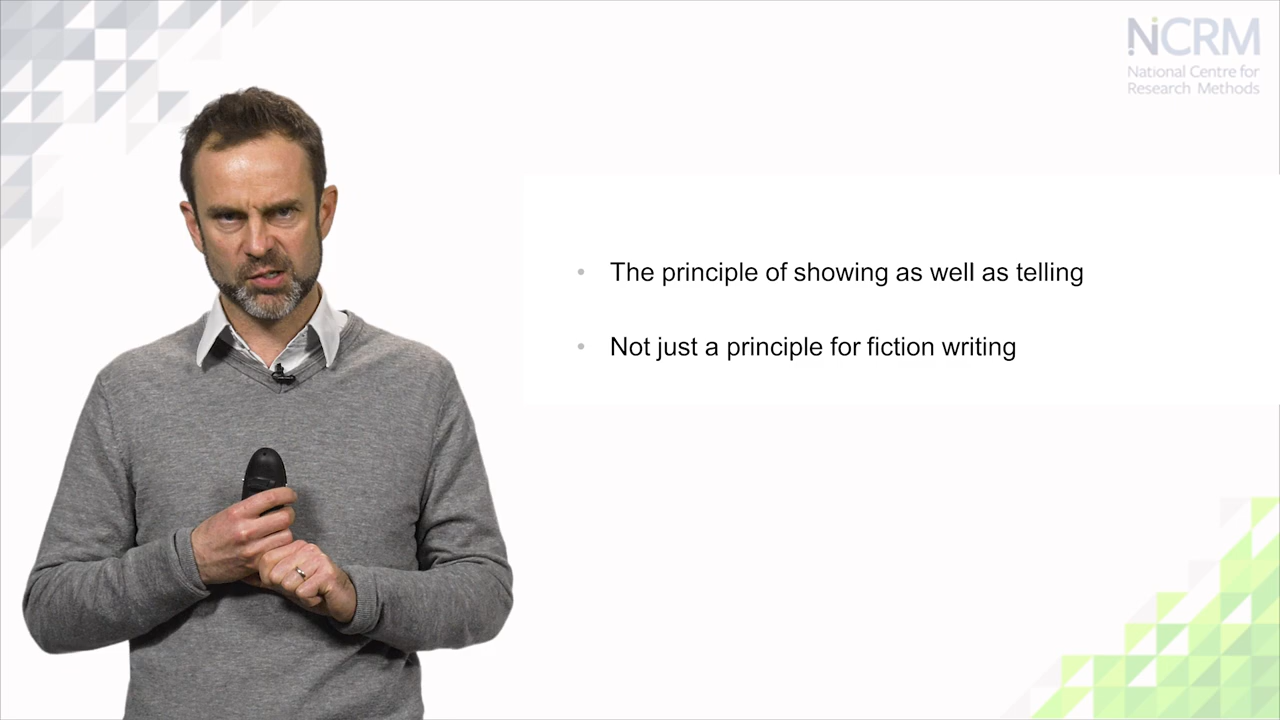 NCRM
National Centre for
Research Methods
• The principle of showing as well as telling
• Not just a principle for fiction writing